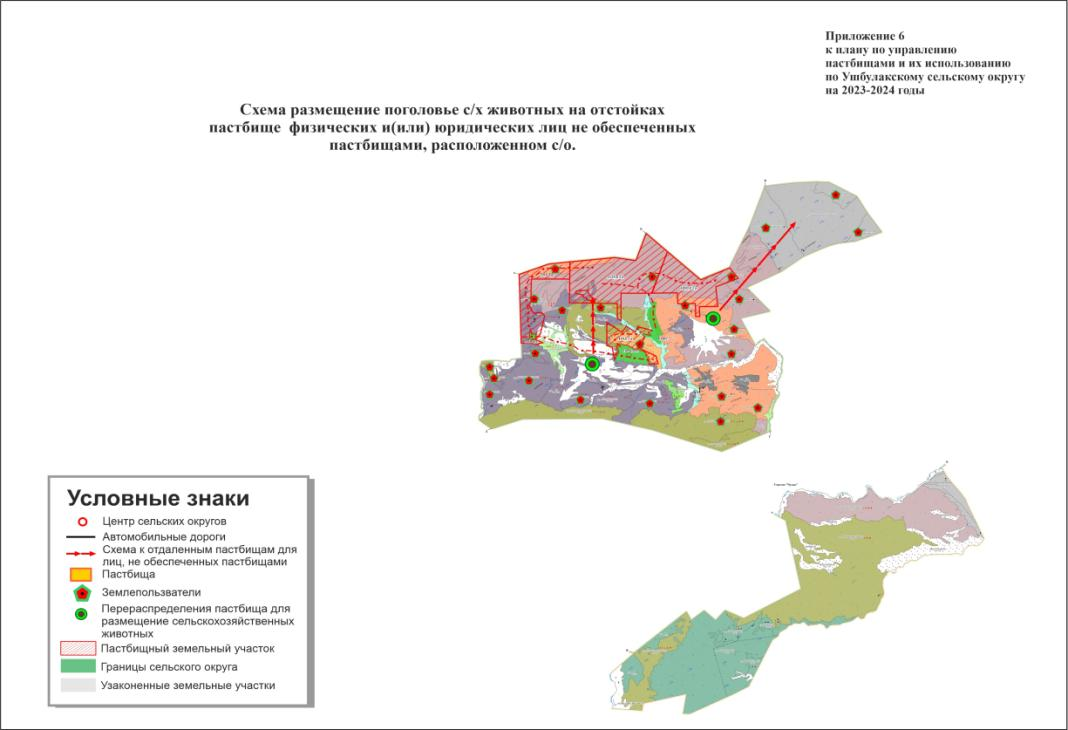 Приложение 6
к плану по управлению
пастбищами и их использованию
по Ушбулакскому сельскому округу
на 2023-2024 годы
Схема размещение поголовье с/х животных на отстойках
пастбище физических и(или) юридических лиц не обеспеченных
пастбищами, расположенном с/о.
Условные знаки
Центр сельских округов
Автомобильные дороги
Схема к отдаленным пастбищам для
лиц, не обеспеченных пастбищами
Пастбища
Землепользватели
Перераспределения пастбища для
размещение сельскохозяйственных
животных
Пастбищный земельный участок
Границы сельского округа
Узаконенные земельные участки